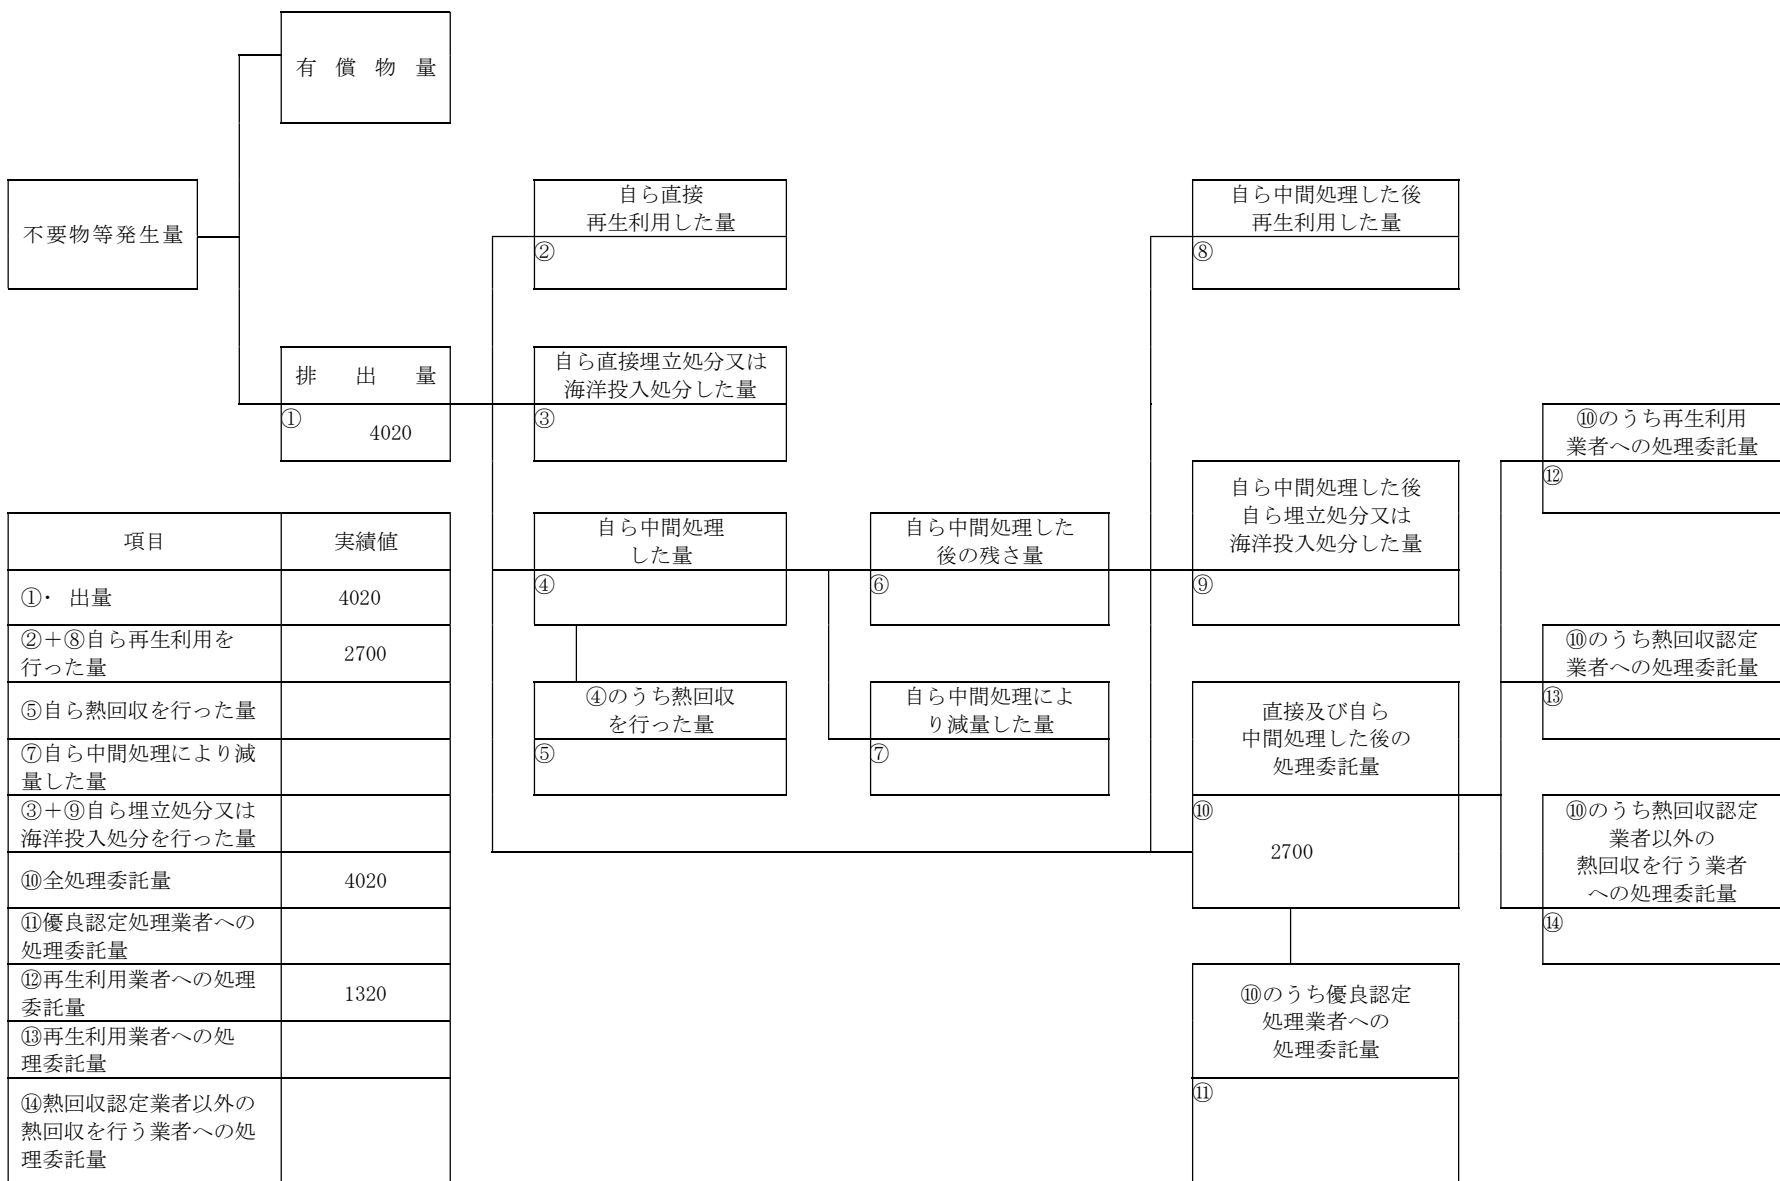 有 償 物 量
不要物等発生量
自ら直接
再生利用した量
②
自ら中間処理した後
再生利用した量
⑧
排 出 量
①
4020
自ら直接埋立処分又は
海洋投入処分した量
③
⑩のうち再生利用
業者への処理委託量
⑫
自ら中間処理した後
自ら埋立処分又は
海洋投入処分した量
⑨
自ら中間処理
した量
④
自ら中間処理した
後の残さ量
⑥
④のうち熱回収
を行った量
⑤
自ら中間処理によ
り減量した量
⑦
直接及び自ら
中間処理した後の
処理委託量
⑩
2700
⑩のうち熱回収認定
業者への処理委託量
⑬
⑩のうち熱回収認定
業者以外の
熱回収を行う業者
への処理委託量
⑭
⑩のうち優良認定
処理業者への
処理委託量
⑪
項目 実績値
①・ 出量 4020
②+⑧自ら再生利用を
行った量 2700
⑤自ら熱回収を行った量
⑦自ら中間処理により減
量した量
③+⑨自ら埋立処分又は
海洋投入処分を行った量
⑩全処理委託量 4020
⑪優良認定処理業者への
処理委託量
⑫再生利用業者への処理
委託量 1320
⑬再生利用業者への処
理委託量
⑭熱回収認定業者以外の
熱回収を行う業者への処
理委託量